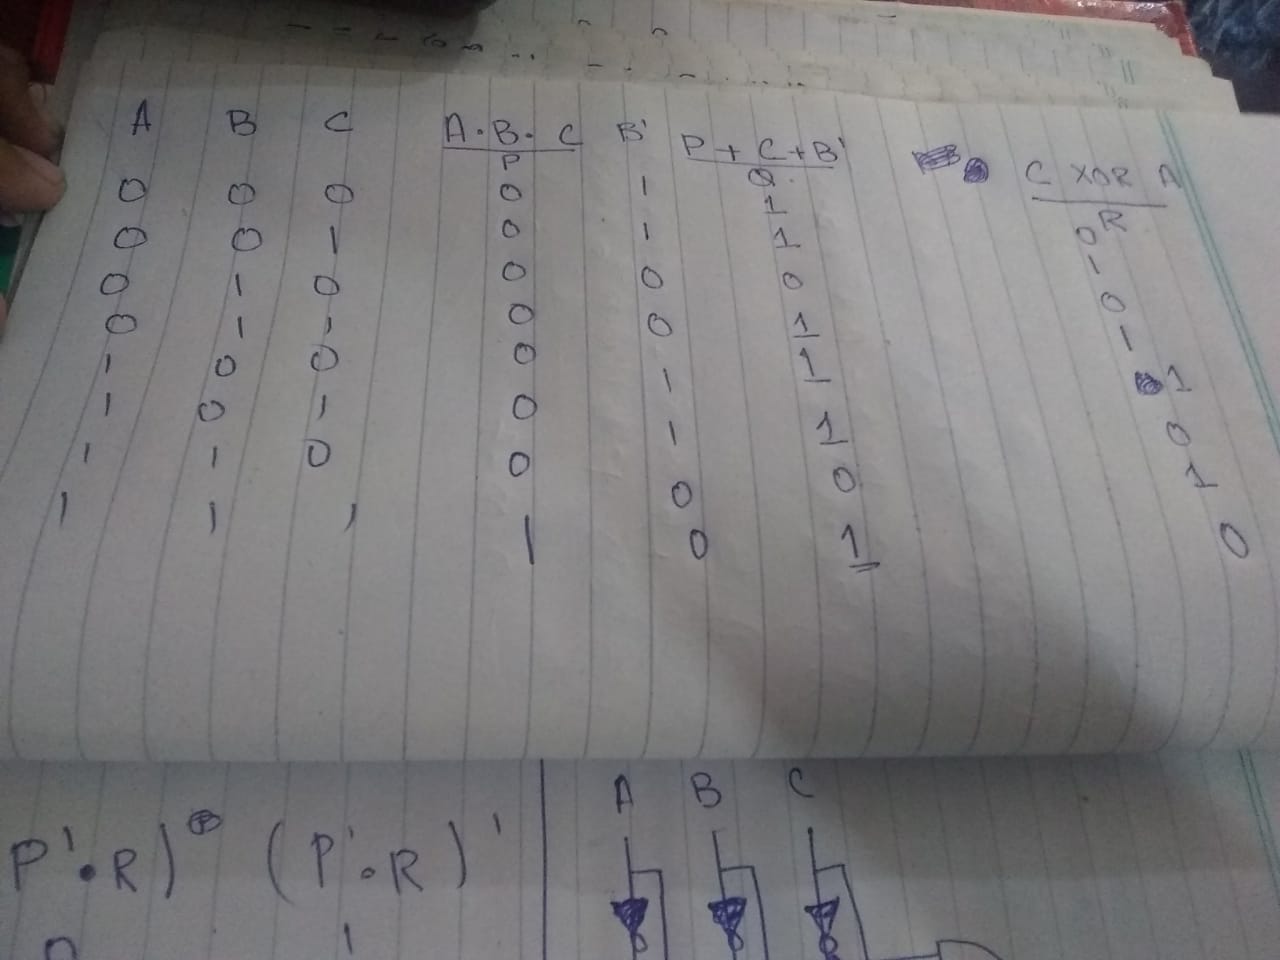 A B C A.B.C B' P + C + B' C XOR A
P Q R
0 0 0 0 1 1 0
0 0 1 0 1 1 1
0 1 0 0 0 0 0
0 1 1 0 0 1 1
1 0 0 0 1 1 1
1 0 1 0 1 1 0
1 1 0 0 0 0 1
1 1 1 1 0 1 0
P'.R) (P'.R)' A B C
0 1